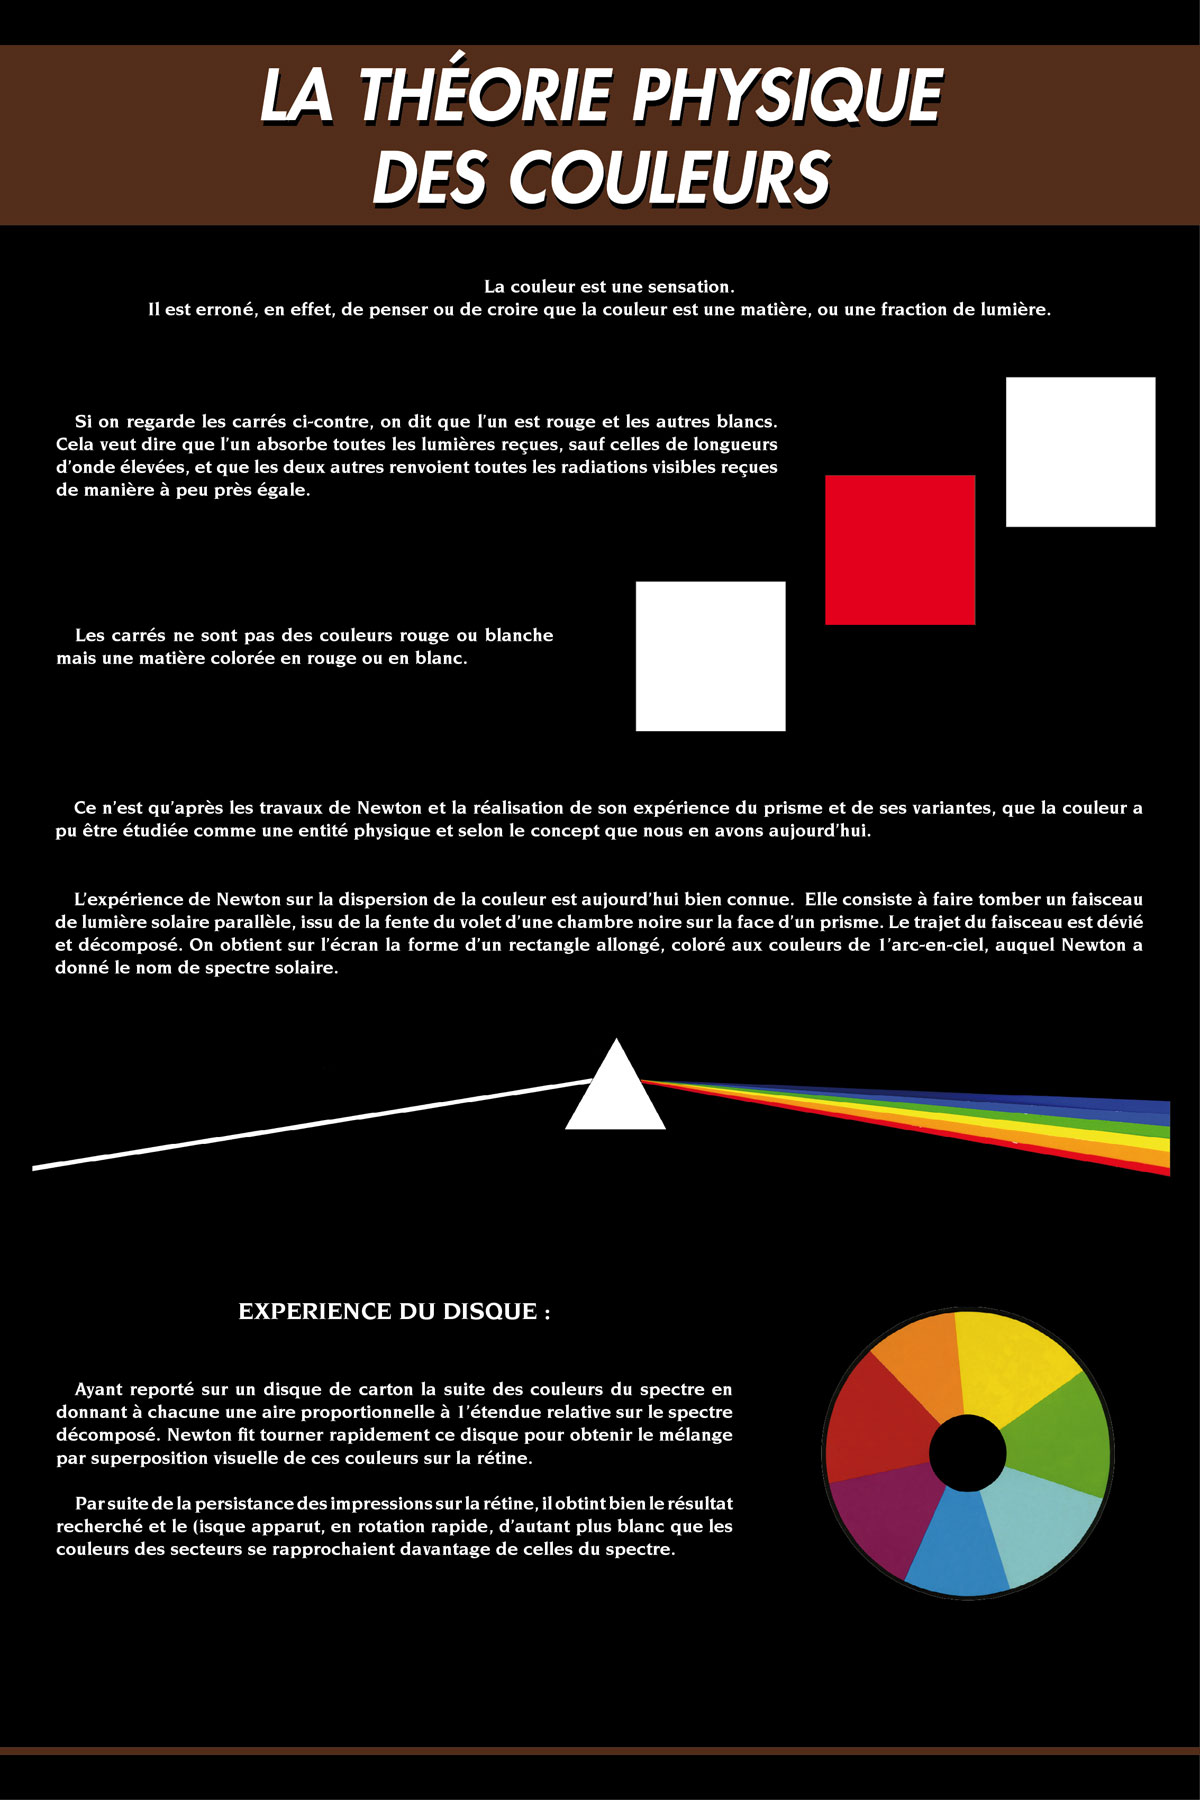 LA THÉORIE PHYSIQUE
DES COULEURS
La couleur est une sensation.
Il est erroné, en effet, de penser ou de croire que la couleur est une matière, ou une fraction de lumière.
Si on regarde les carrés ci-contre, on dit que l'un est rouge et les autres blancs.
Cela veut dire que l'un absorbe toutes les lumières reçues, sauf celles de longueurs
d'onde élevées, et que les deux autres renvoient toutes les radiations visibles reçues
de manière à peu près égale.
Les carrés ne sont pas des couleurs rouge ou blanche
mais une matière colorée en rouge ou en blanc.
Ce n'est qu'après les travaux de Newton et la réalisation de son expérience du prisme et de ses variantes, que la couleur a
pu être étudiée comme une entité physique et selon le concept que nous en avons aujourd'hui.
L'expérience de Newton sur la dispersion de la couleur est aujourd'hui bien connue. Elle consiste à faire tomber un faisceau
de lumière solaire parallèle, issu de la fente du volet d'une chambre noire sur la face d'un prisme. Le trajet du faisceau est dévié
et décomposé. On obtient sur l'écran la forme d'un rectangle allongé, coloré aux couleurs de 1'arc-en-ciel, auquel Newton a
donné le nom de spectre solaire.
EXPERIENCE DU DISQUE :
Ayant reporté sur un disque de carton la suite des couleurs du spectre en
donnant à chacune une aire proportionnelle à 1'étendue relative sur le spectre
décomposé. Newton fit tourner rapidement ce disque pour obtenir le mélange
par superposition visuelle de ces couleurs sur la rétine.
Par suite de la persistance des impressions sur la rétine, il obtint bien le résultat
recherché et le (isque apparut, en rotation rapide, d'autant plus blanc que les
couleurs des secteurs se rapprochaient davantage de celles du spectre.